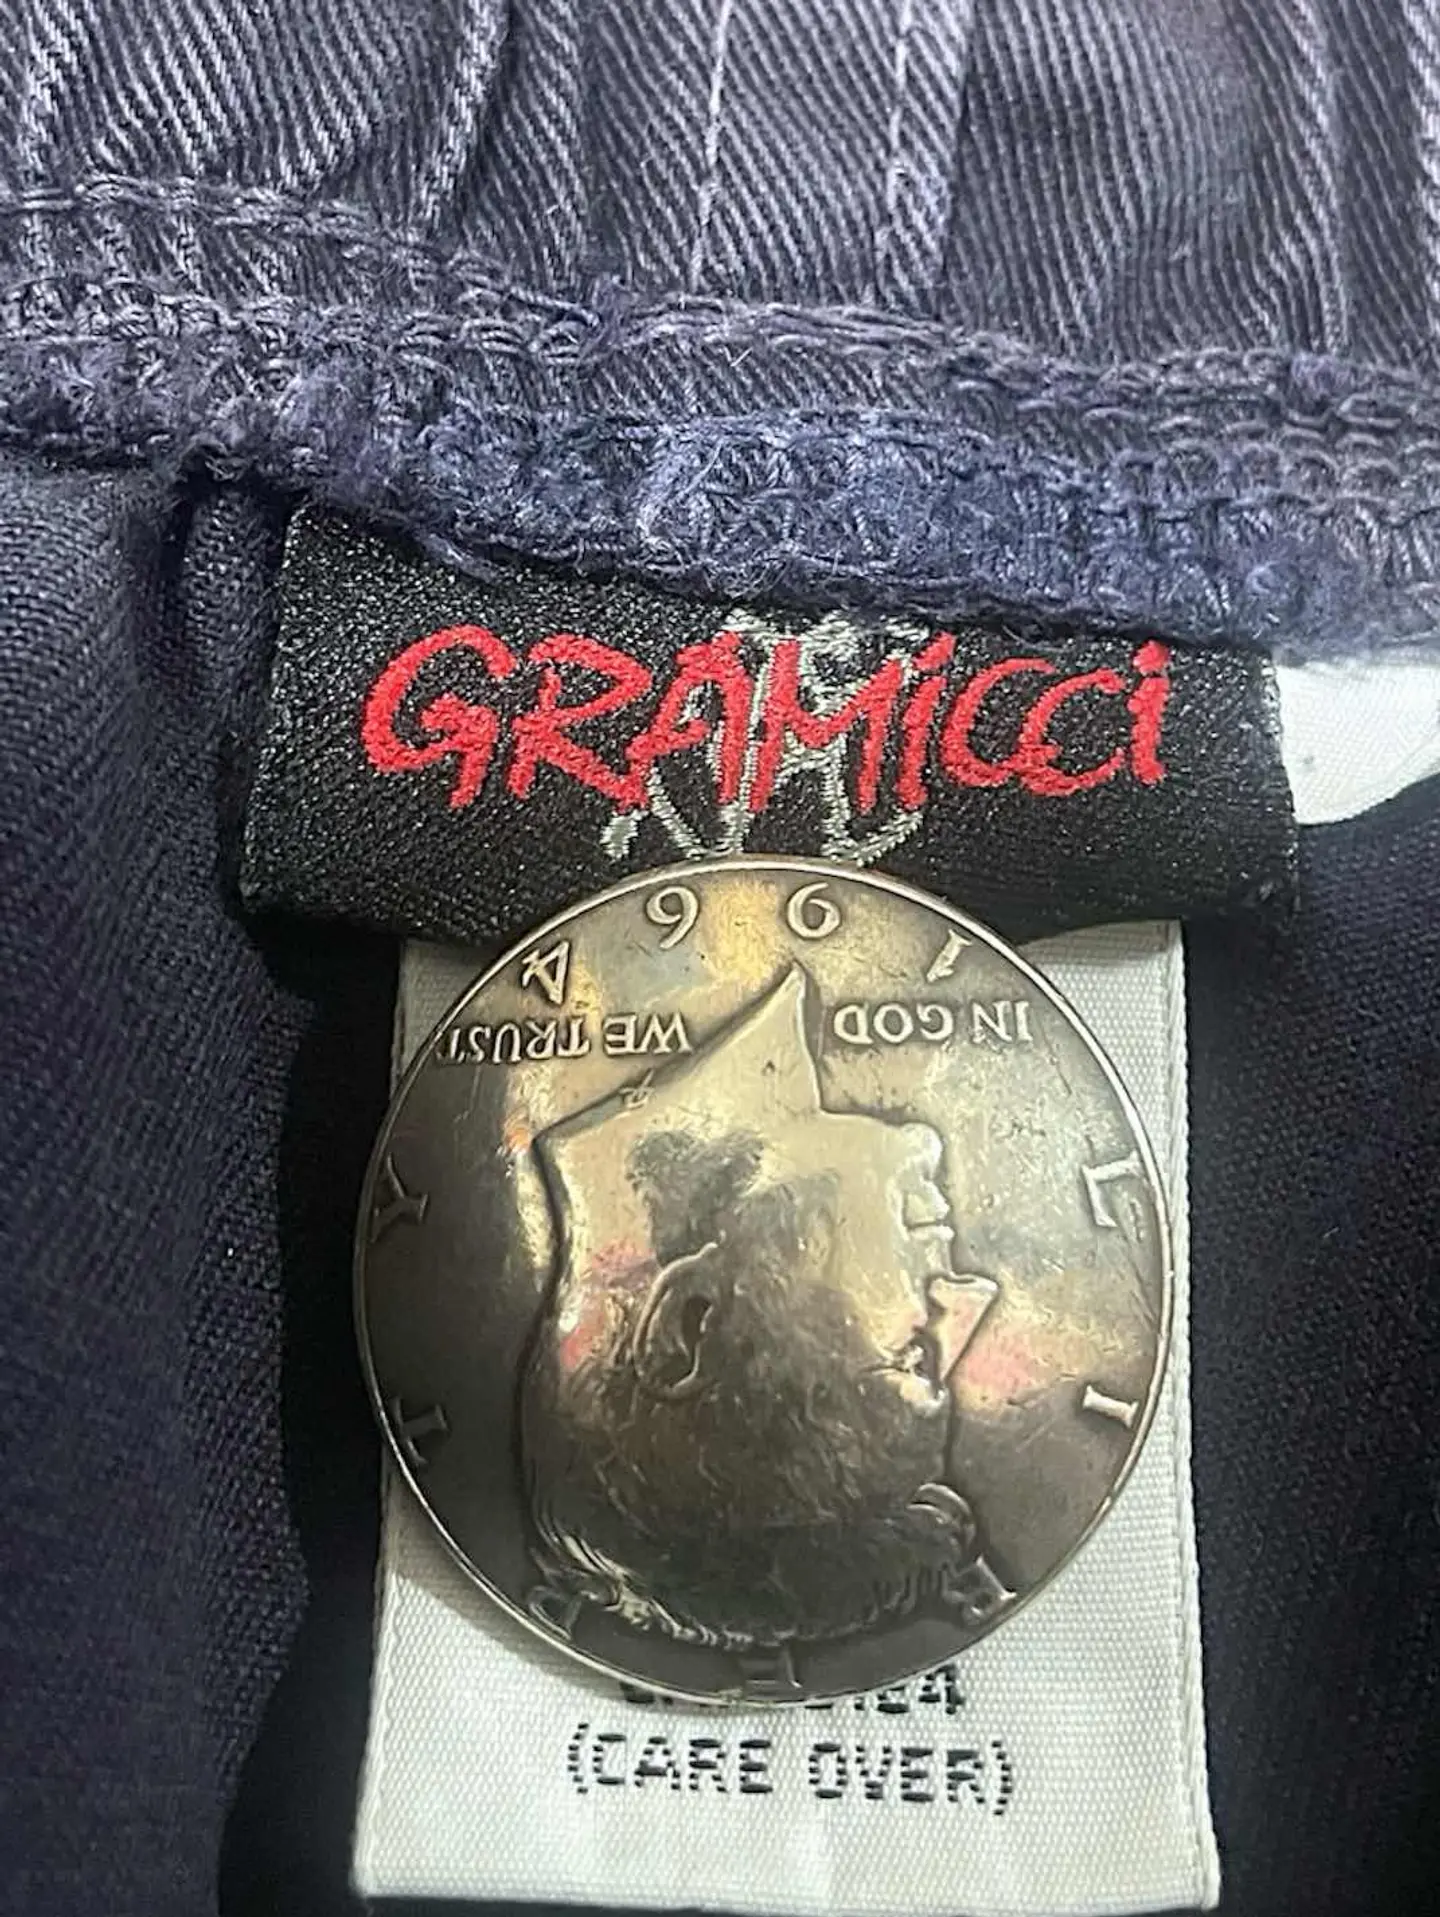 GRAMICCI
LIBERTY
IN GOD WE TRUST
1964
(CARE OVER)